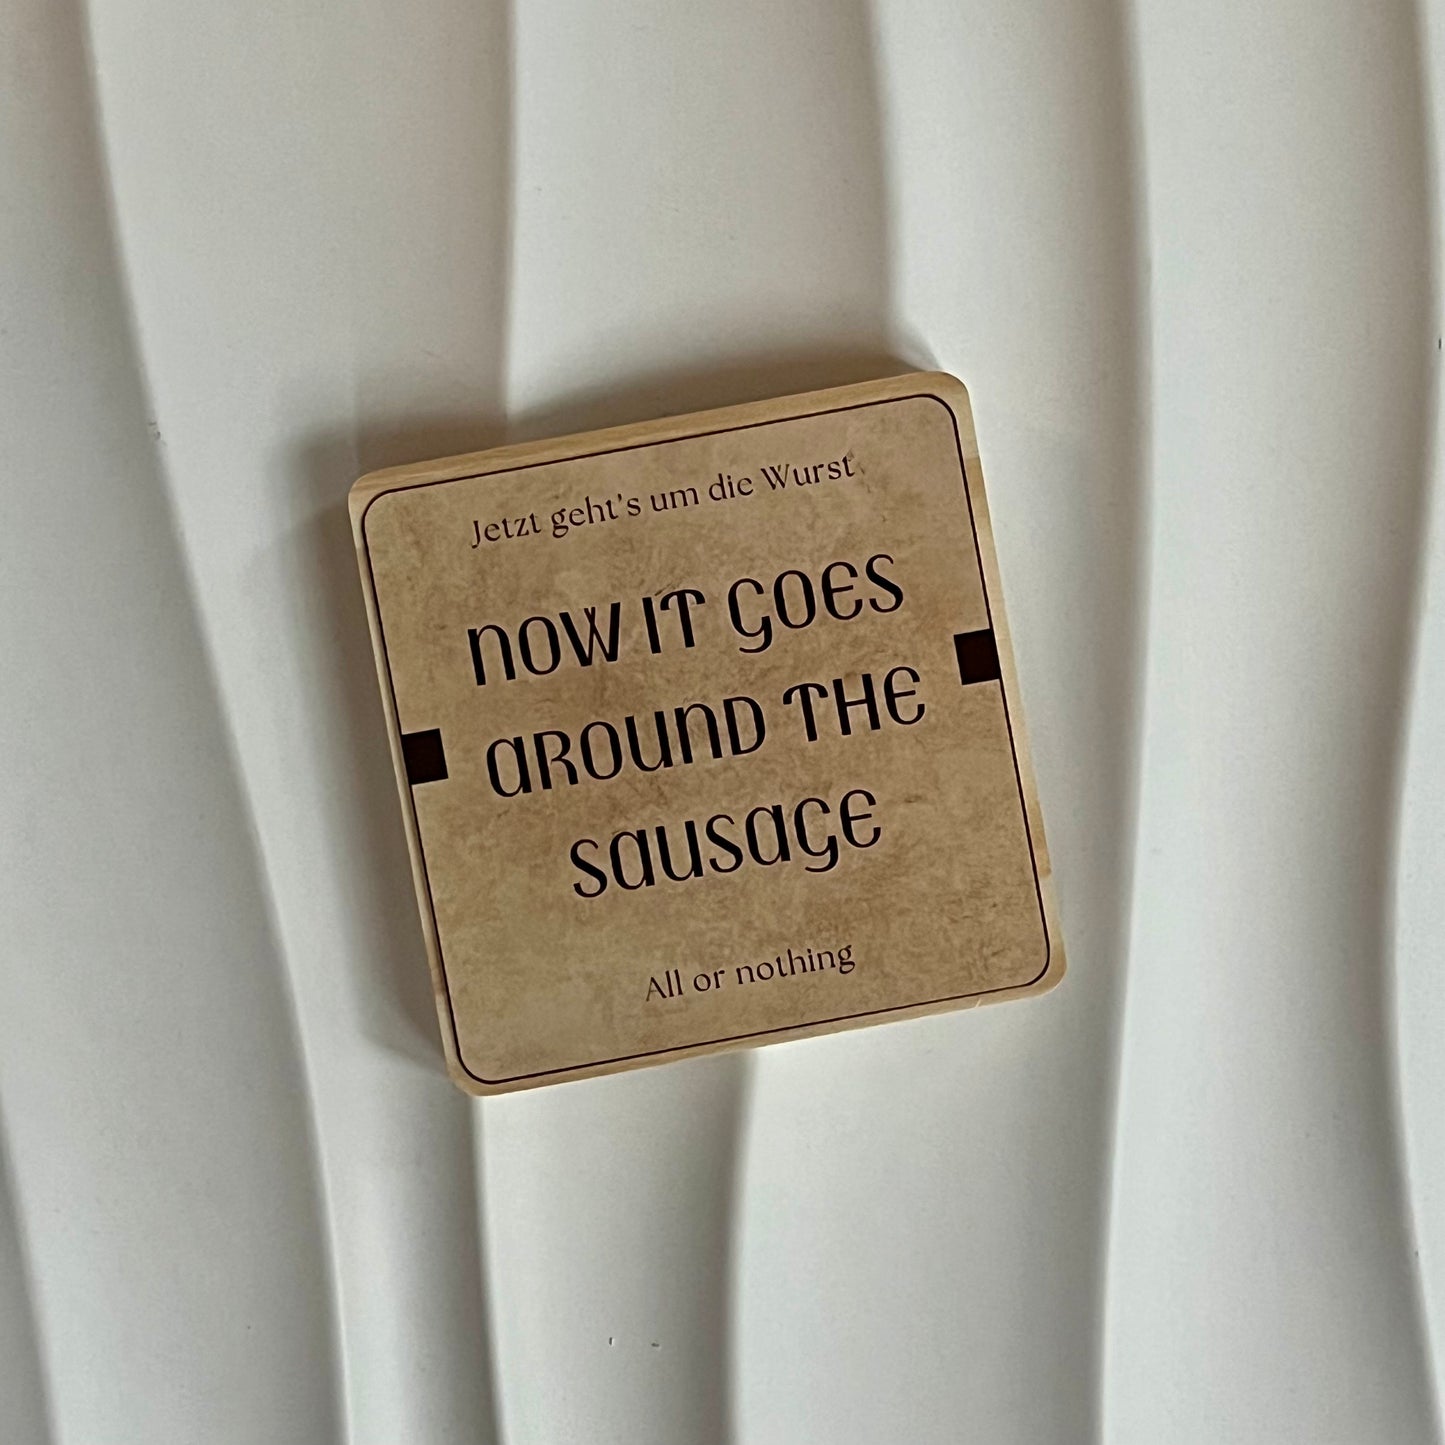 Jetzt geht's um die Wurst
NOW IT GOES
AROUND THE
SAUSAGE
All or nothing